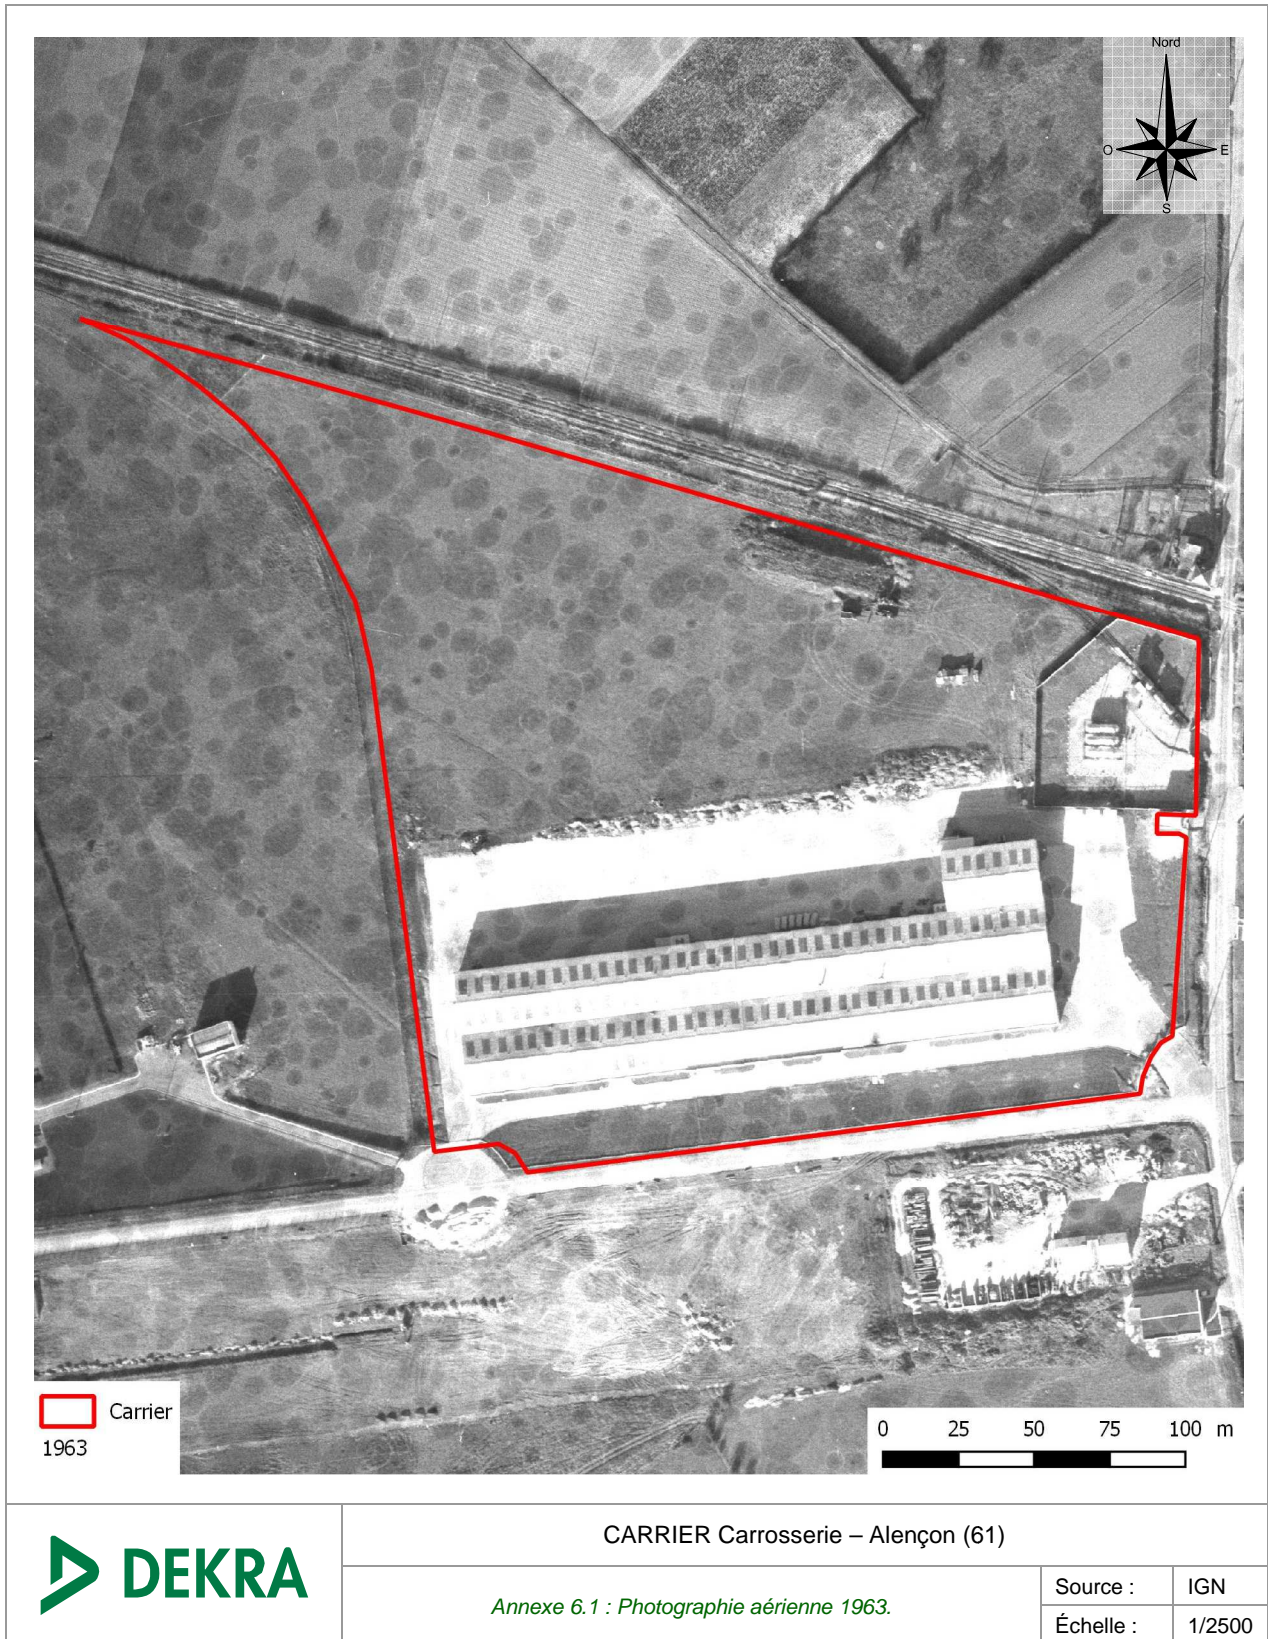 Nord
O
E
S
Carrier
1963
0 25 50 75 100 m
DEKRA
CARRIER Carrosserie – Alençon (61)
Annexe 6.1 : Photographie aérienne 1963.
Source : IGN
Échelle : 1/2500